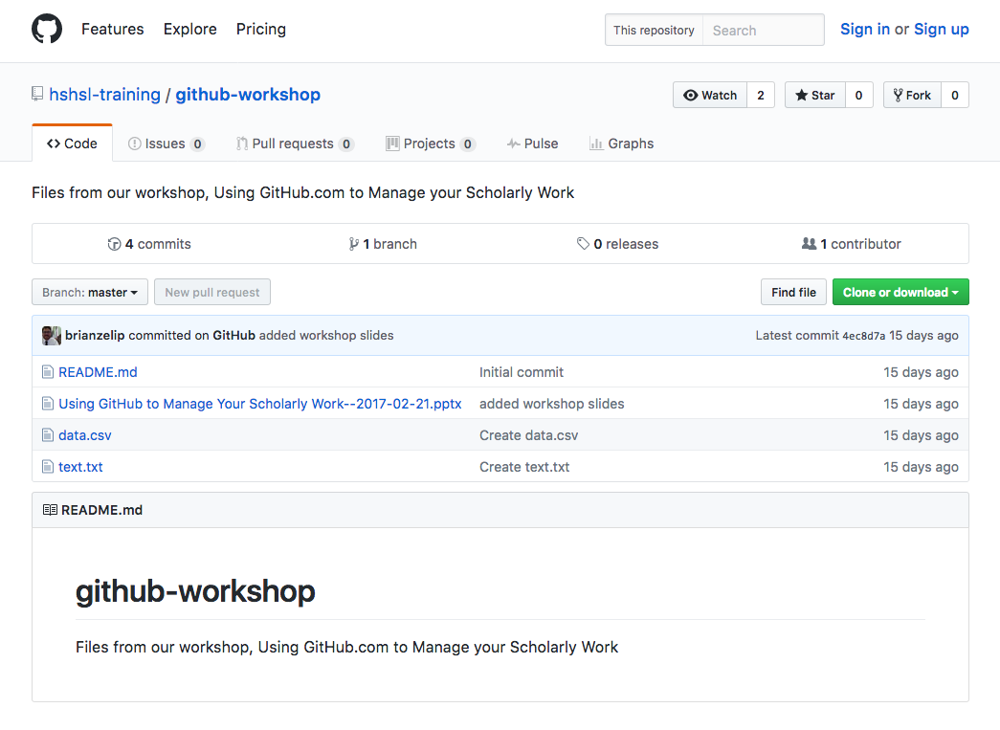 Features Explore Pricing This repository Search Sign in or Sign up
hshsl-training / github-workshop Watch 2 Star 0 Fork 0
Code Issues 0 Pull requests 0 Projects 0 Pulse Graphs
Files from our workshop, Using GitHub.com to Manage your Scholarly Work
4 commits 1 branch 0 releases 1 contributor
Branch: master New pull request Find file Clone or download
brianzelip committed on GitHub added workshop slides Latest commit 4ec8d7a 15 days ago
README.md Initial commit 15 days ago
Using GitHub to Manage Your Scholarly Work--2017-02-21.pptx added workshop slides 15 days ago
data.csv Create data.csv 15 days ago
text.txt Create text.txt 15 days ago
README.md
github-workshop
Files from our workshop, Using GitHub.com to Manage your Scholarly Work